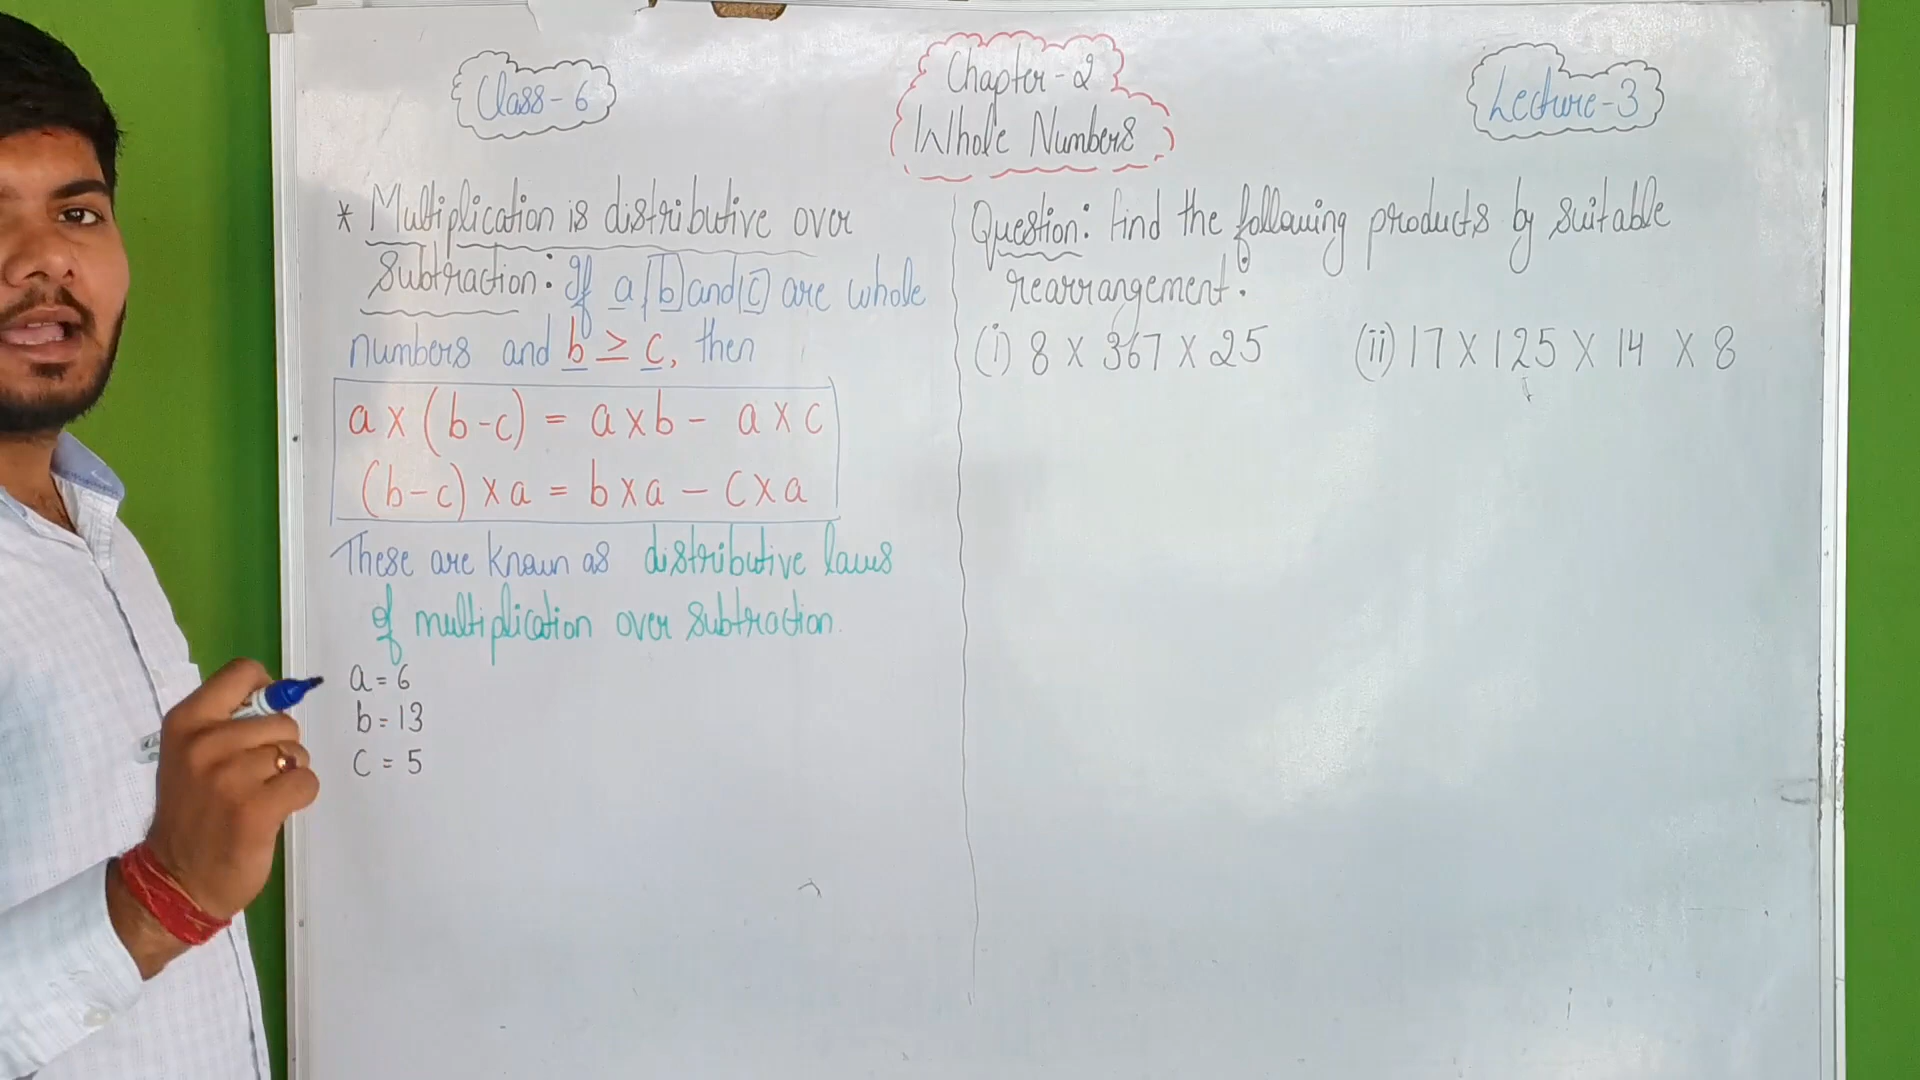 Class-6
Chapter-2
Whole Numbers
Lecture-3
* Multiplication is distributive over
Subtraction: If a, b and c are whole
numbers and b ≥ c, then
a × (b-c) = a×b - a×c
(b-c) × a = b×a - c×a
These are known as distributive laws
of multiplication over subtraction.
a = 6
b = 13
c = 5
Question: find the following products by suitable
rearrangement:
(i) 8 × 367 × 25
(ii) 17 × 125 × 14 × 8